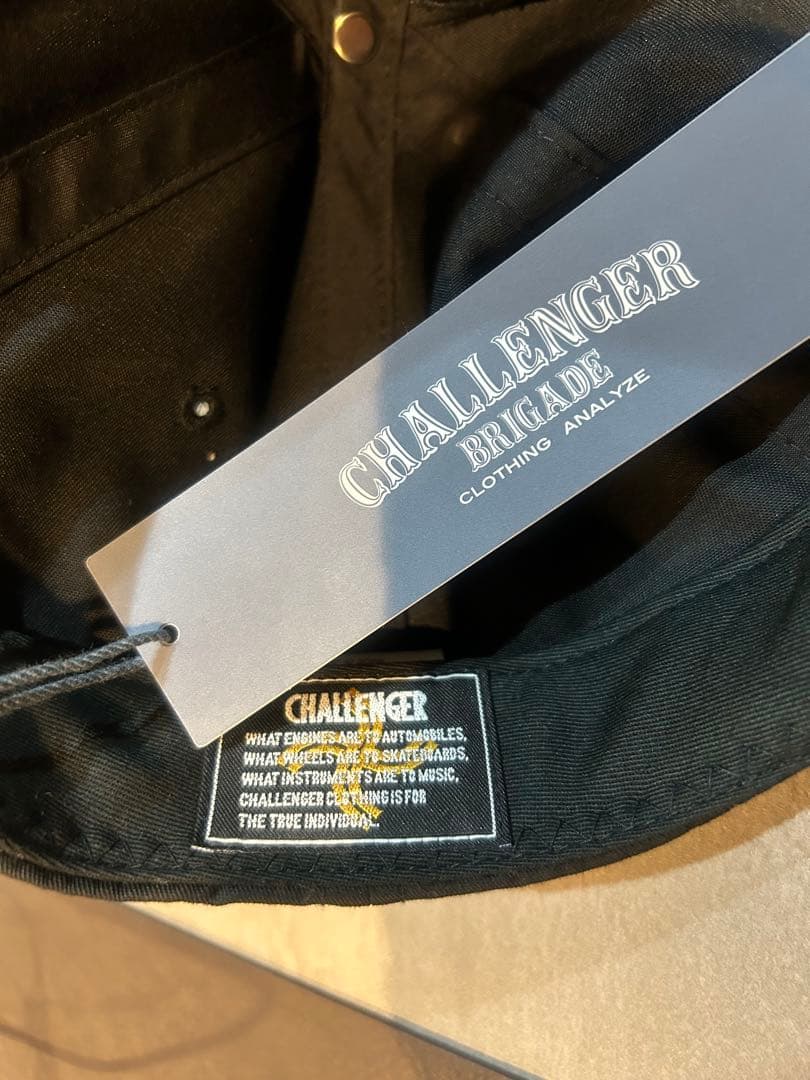 CHALLENGER
BRIGADE
CLOTHING ANALYZE
CHALLENGER
WHAT ENGINES ARE TO AUTOMOBILES,
WHAT WHEELS ARE TO SKATEBOARDS,
WHAT INSTRUMENTS ARE TO MUSIC,
CHALLENGER CLOTHING IS FOR
THE TRUE INDIVIDUAL.